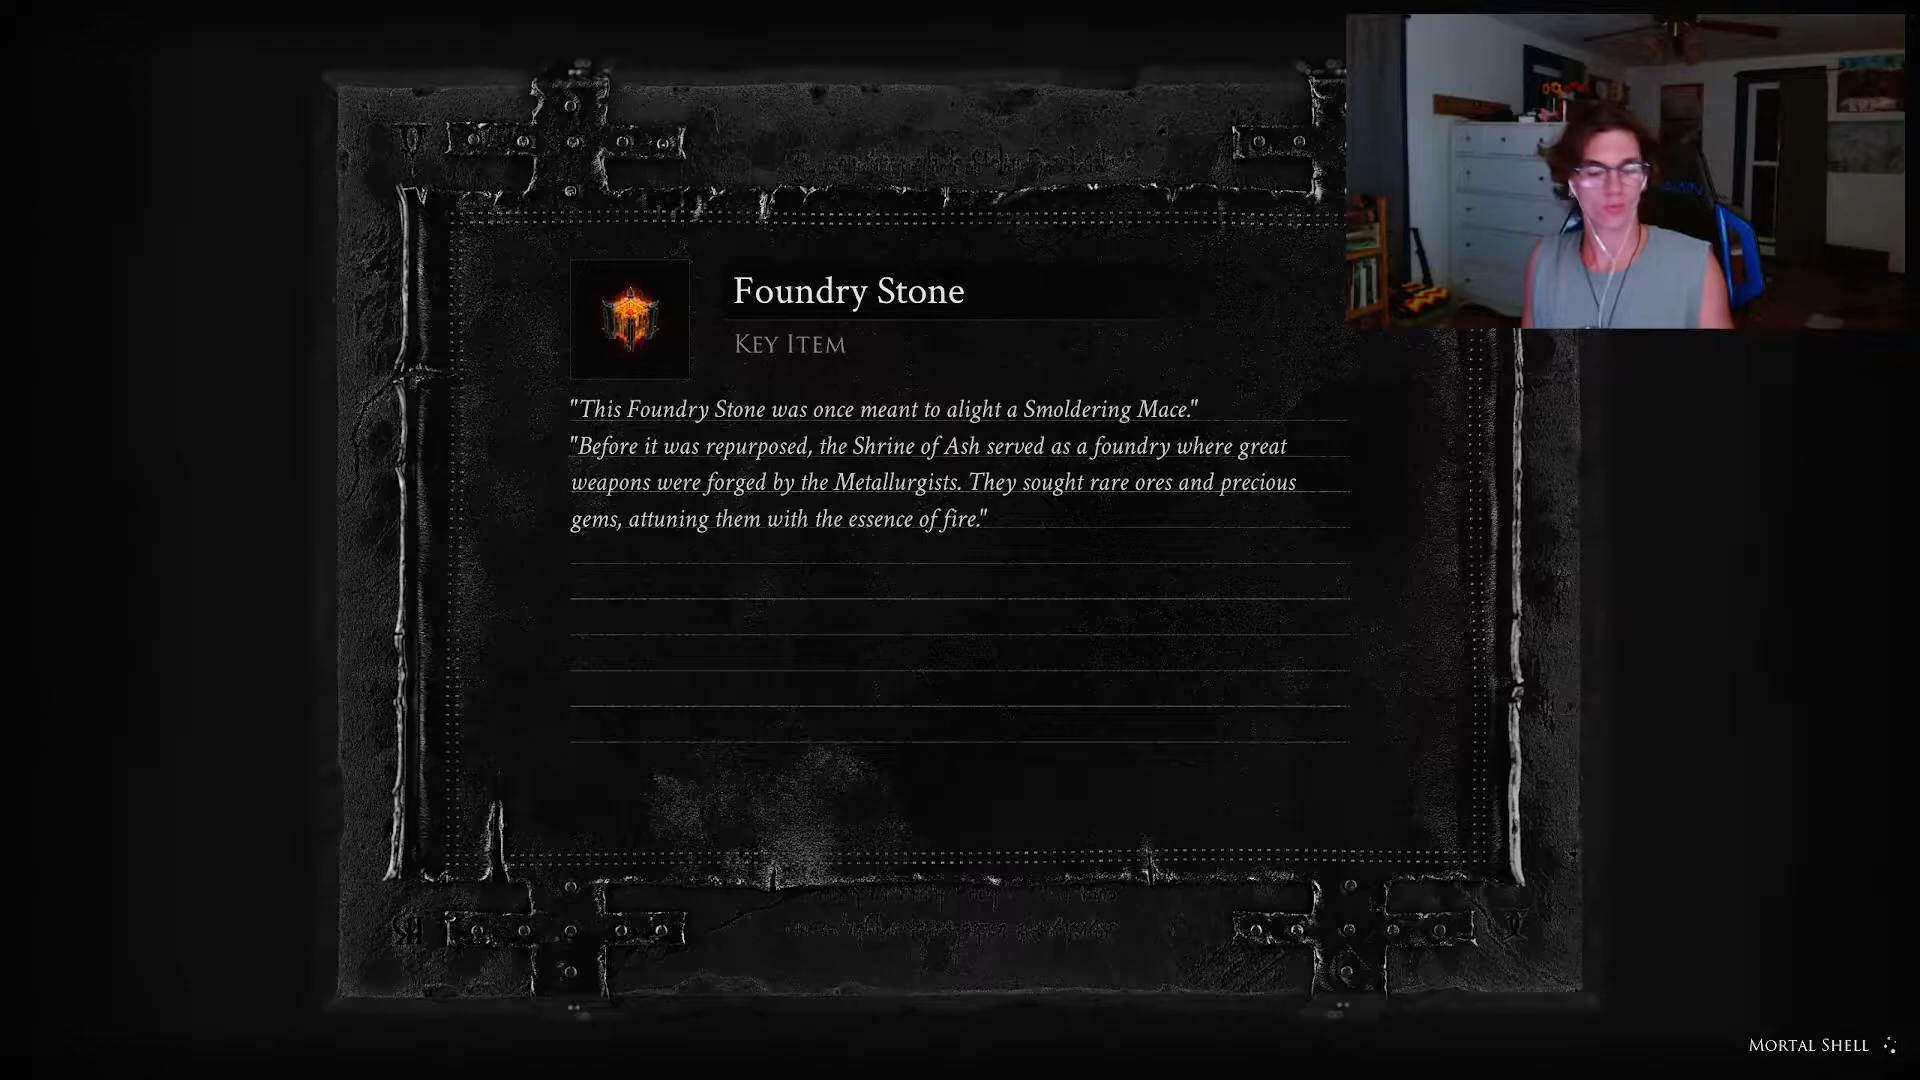 Foundry Stone
KEY ITEM
"This Foundry Stone was once meant to alight a Smoldering Mace."
"Before it was repurposed, the Shrine of Ash served as a foundry where great
weapons were forged by the Metallurgists. They sought rare ores and precious
gems, attuning them with the essence of fire."
MORTAL SHELL